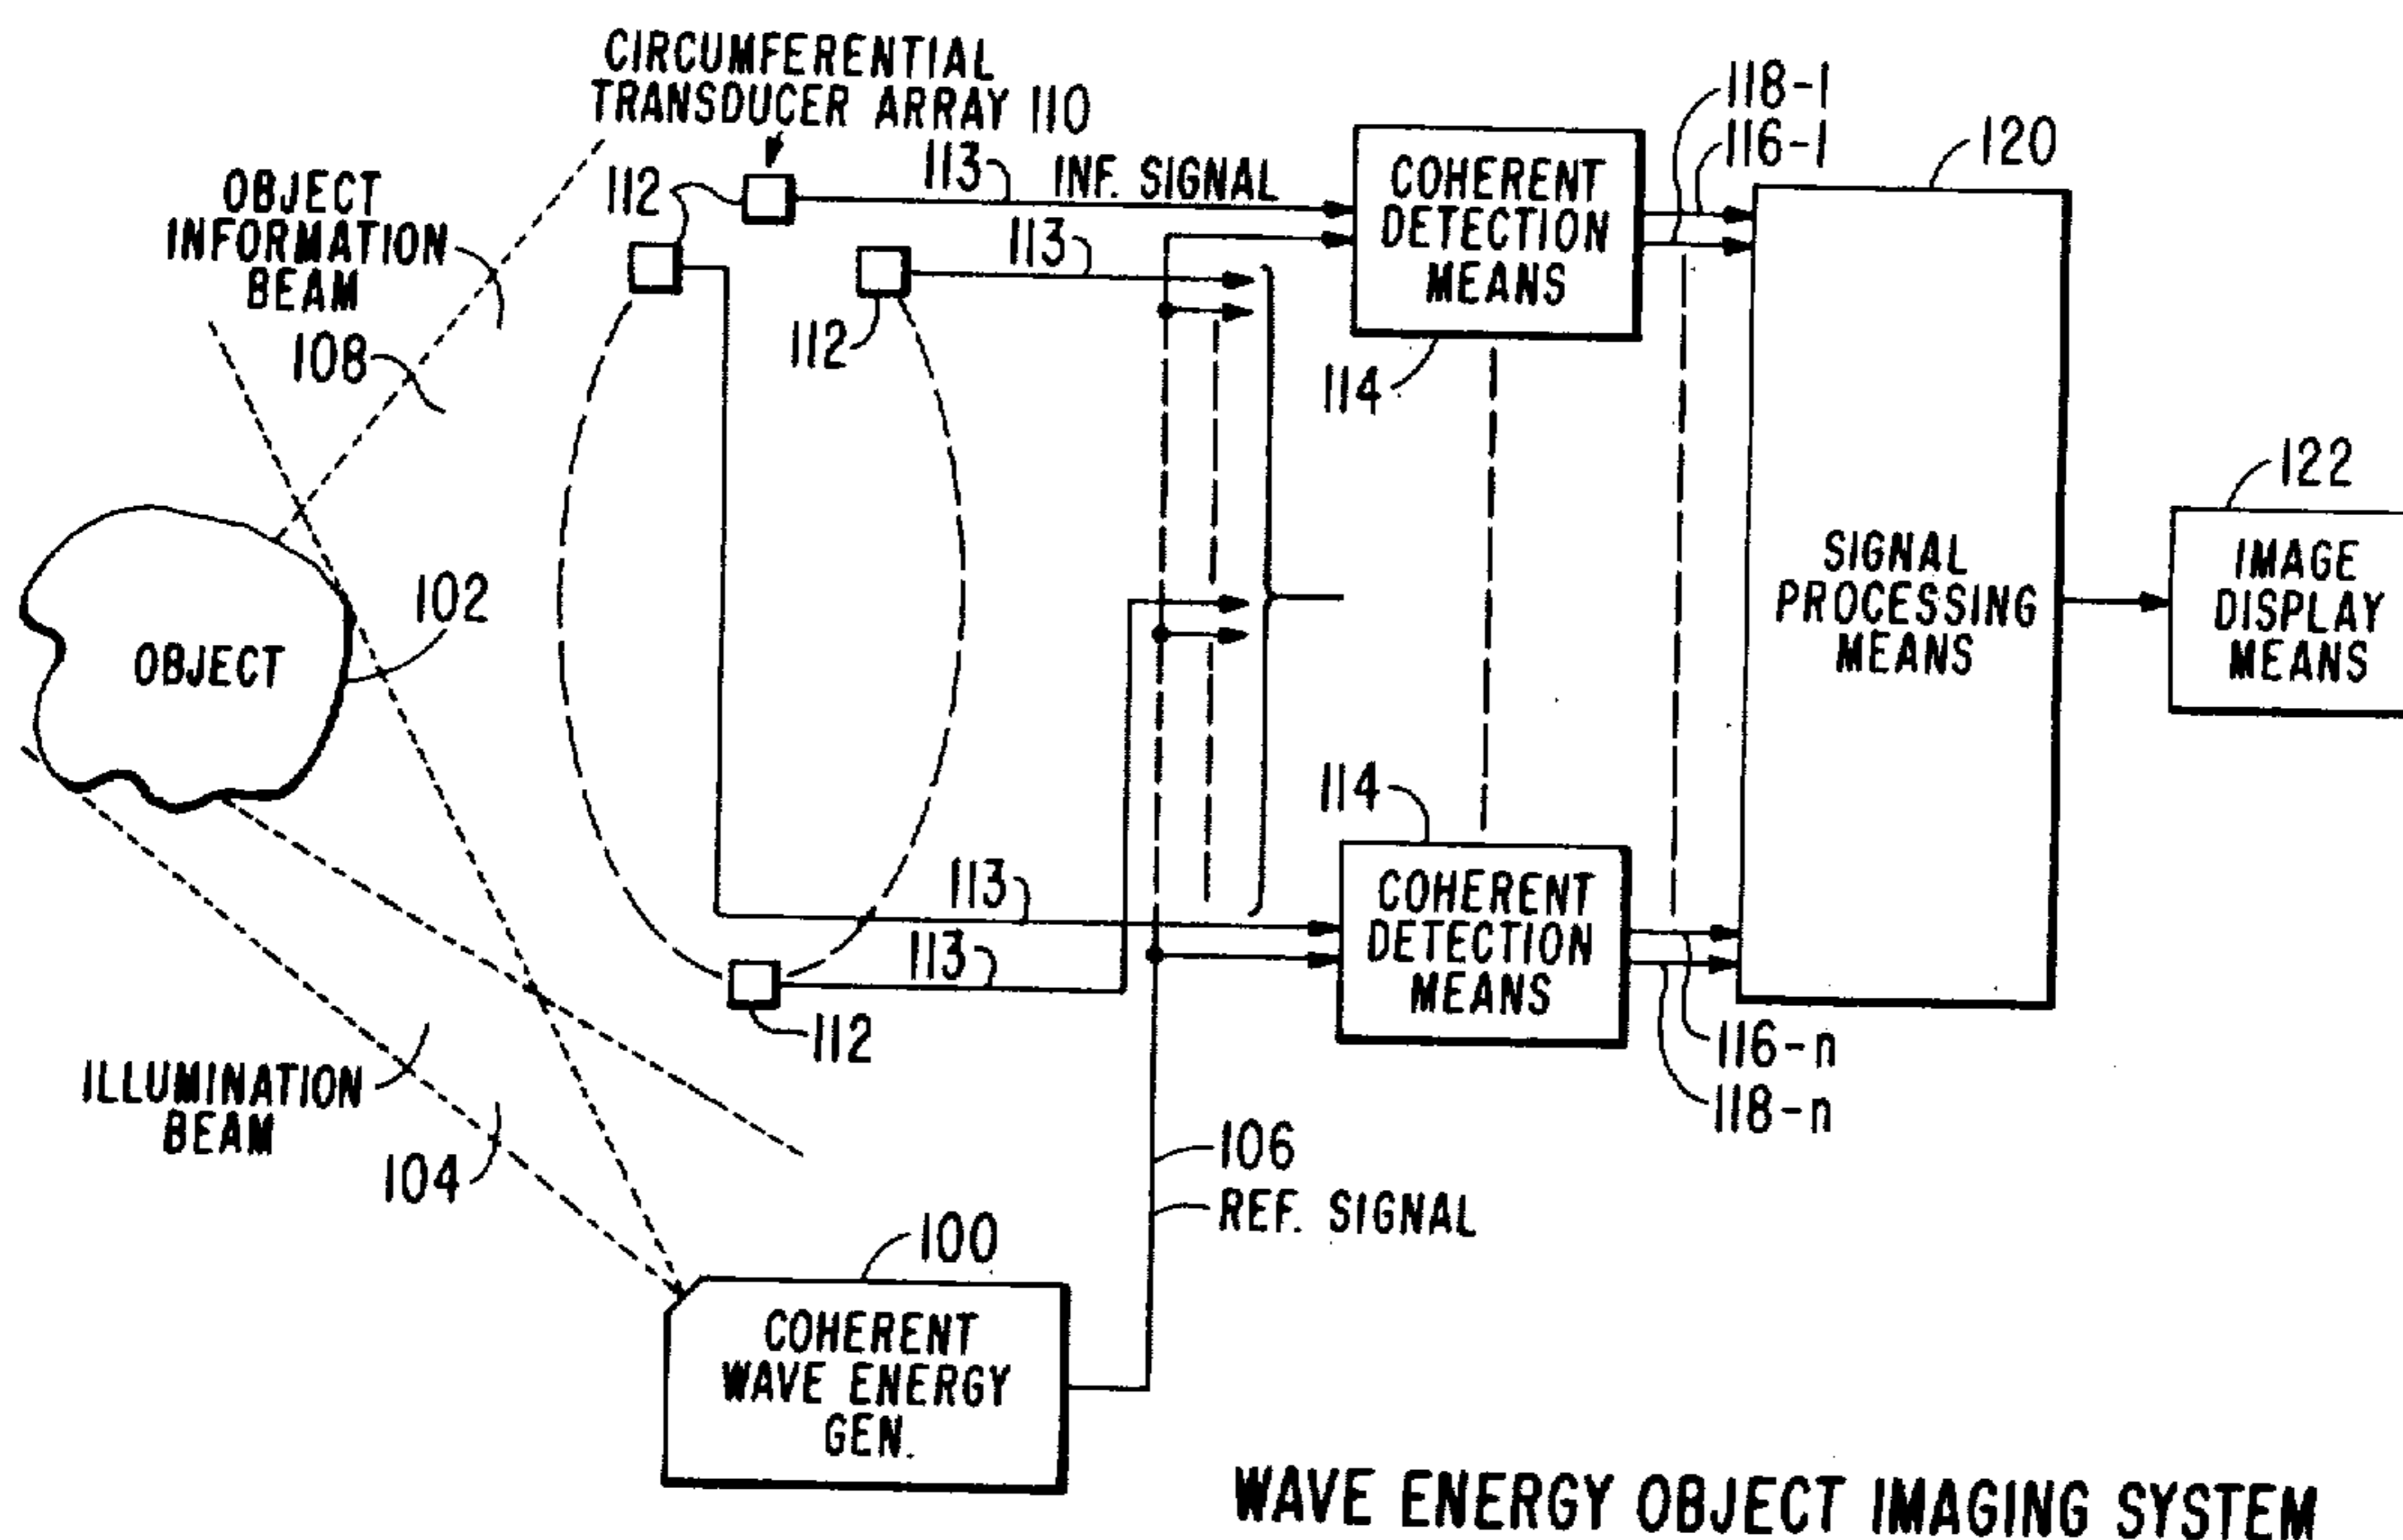 CIRCUMFERENTIAL
TRANSDUCER ARRAY 110
OBJECT
INFORMATION
BEAM
108
112
112
113
INF. SIGNAL
113
COHERENT
DETECTION
MEANS
114
118-1
116-1
120
SIGNAL
PROCESSING
MEANS
122
IMAGE
DISPLAY
MEANS
OBJECT
102
114
COHERENT
DETECTION
MEANS
113
113
112
116-n
118-n
ILLUMINATION
BEAM
104
106
REF. SIGNAL
100
COHERENT
WAVE ENERGY
GEN.
WAVE ENERGY OBJECT IMAGING SYSTEM